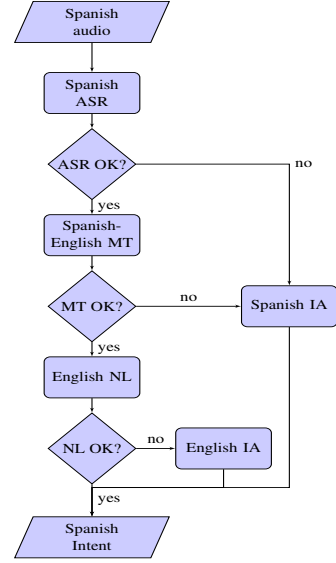 Spanish
audio
Spanish
ASR
ASR OK?
no
yes
Spanish-
English MT
MT OK?
no
Spanish IA
yes
English NL
NL OK?
no
English IA
yes
Spanish
Intent